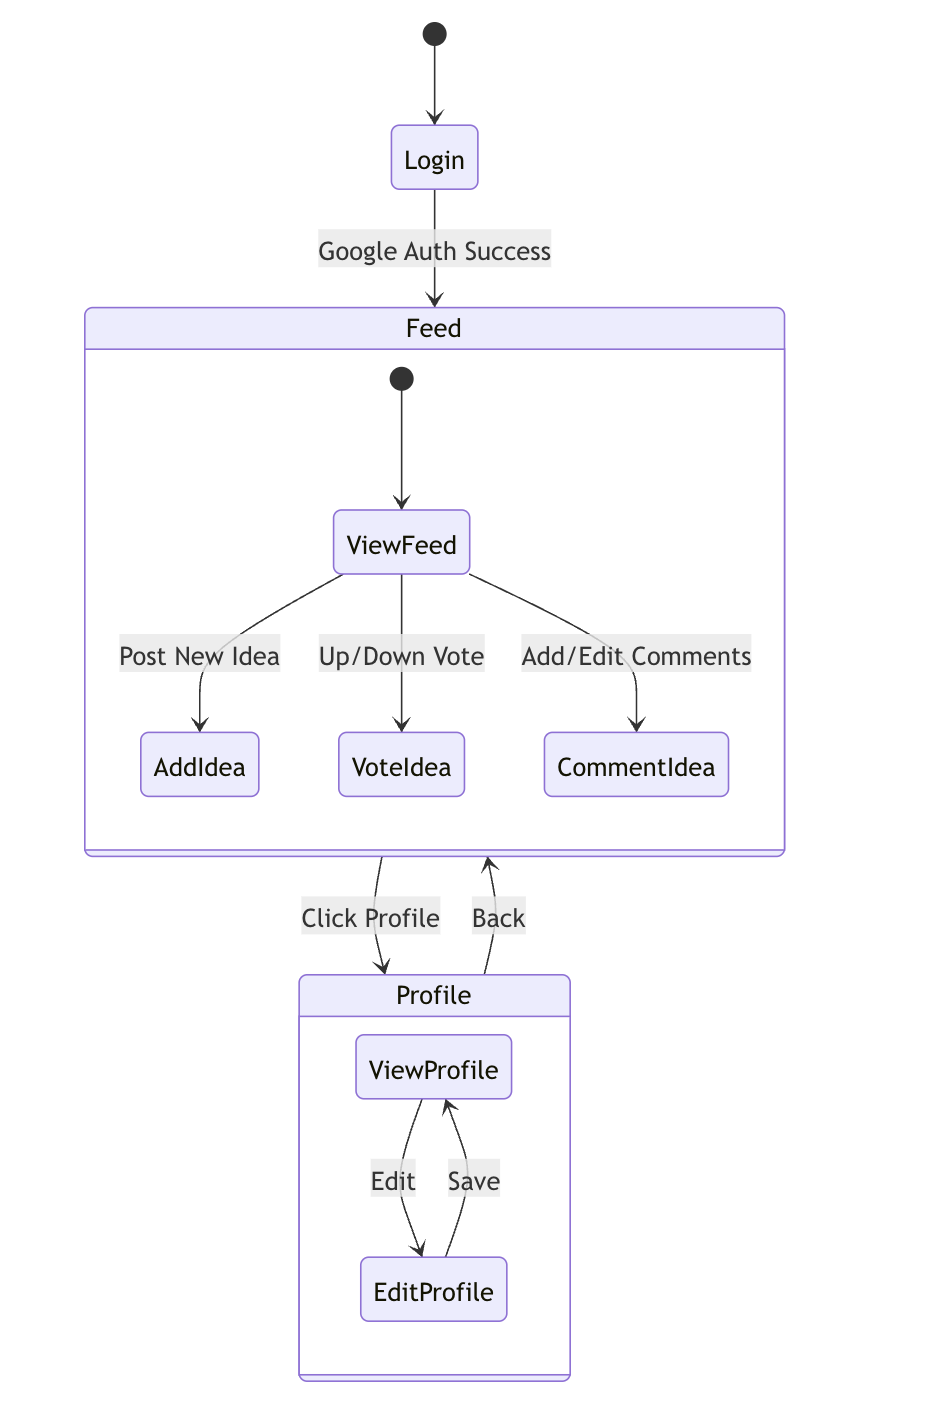 Login
Google Auth Success
Feed
ViewFeed
Post New Idea
Up/Down Vote
Add/Edit Comments
AddIdea
VoteIdea
CommentIdea
Click Profile
Back
Profile
ViewProfile
Edit
Save
EditProfile